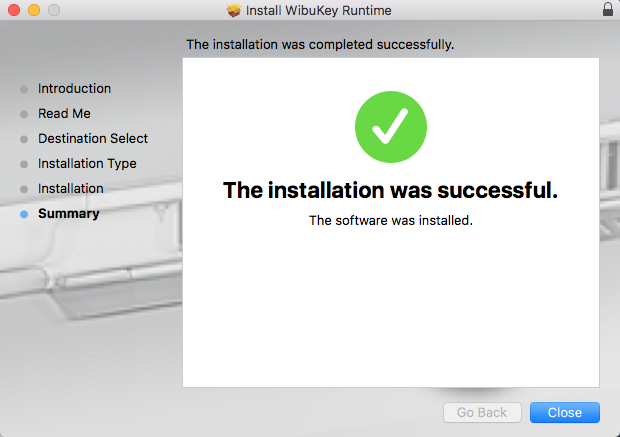 Install WibuKey Runtime
The installation was completed successfully.
Introduction
Read Me
Destination Select
Installation Type
Installation
Summary
The installation was successful.
The software was installed.
Go Back
Close